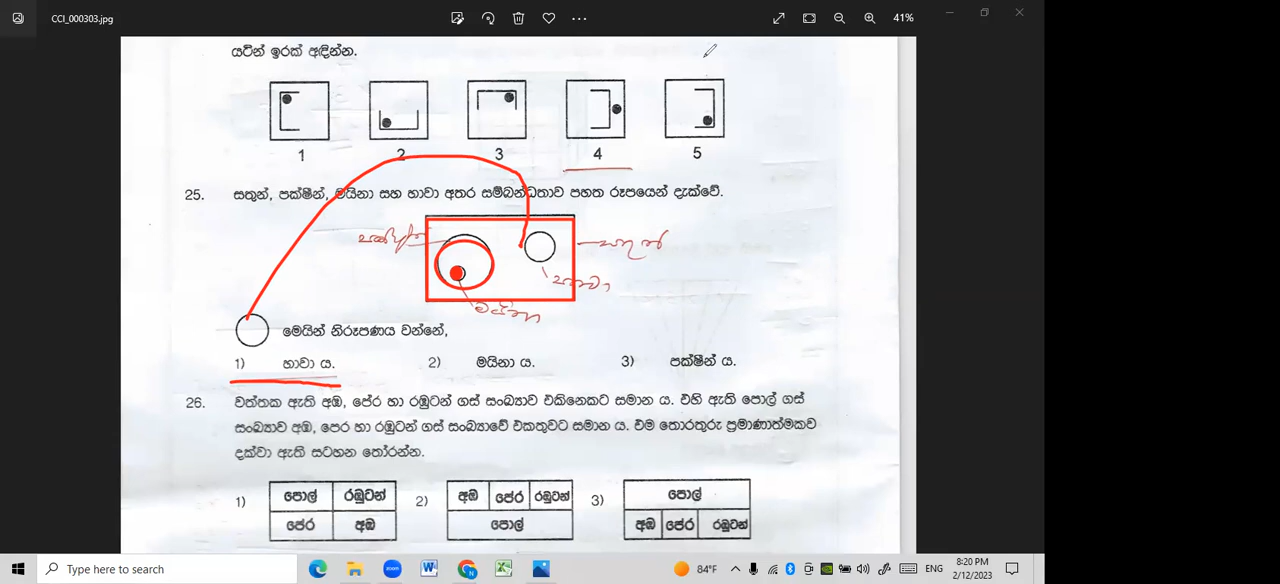 CCI_000303.jpg
41%
යටින් ඉරක් අඳින්න.
1 2 3 4 5
25. සතුන්, පක්ෂීන්, මයිනා සහ හාවා අතර සම්බන්ධතාව පහත රූපයෙන් දැක්වේ.
පක්ෂීන්
සතුන්
හාවා
මයිනා
මෙයින් නිරූපණය වන්නේ,
1) හාවා ය. 2) මයිනා ය. 3) පක්ෂීන් ය.
26. වත්තක ඇති අඹ, පේර හා රඹුටන් ගස් සංඛ්‍යාව එකිනෙකට සමාන ය. එහි ඇති පොල් ගස්
සංඛ්‍යාව අඹ, පෙර හා රඹුටන් ගස් සංඛ්‍යාවේ එකතුවට සමාන ය. එම තොරතුරු ප්‍රමාණාත්මකව
දක්වා ඇති සටහන තෝරන්න.
1) පොල් රඹුටන් 2) අඹ පේර රඹුටන් 3) පොල්
පේර අඹ පොල් අඹ පේර රඹුටන්
Type here to search
84°F
ENG
8:20 PM
2/12/2023